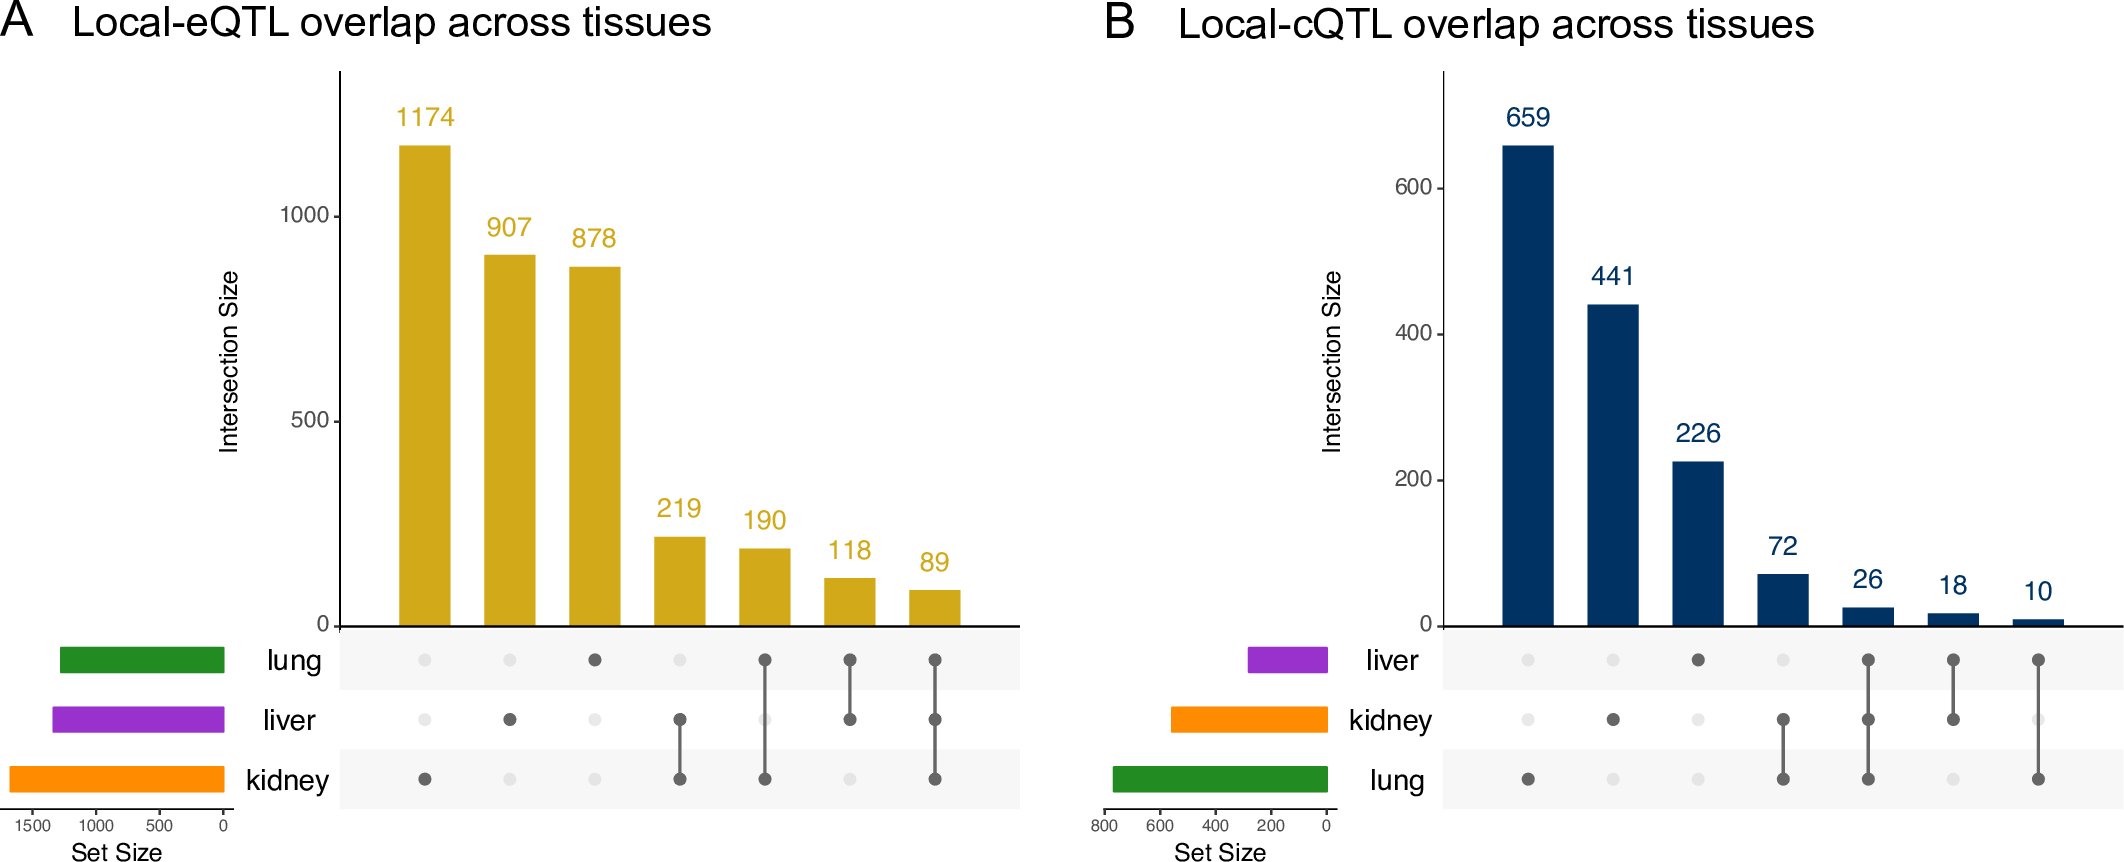 A Local-eQTL overlap across tissues
1174
907
878
219
190
118
89
1000
500
0
Intersection Size
lung
liver
kidney
1500 1000 500 0
Set Size
B Local-cQTL overlap across tissues
659
441
226
72
26
18
10
600
400
200
0
Intersection Size
liver
kidney
lung
800 600 400 200 0
Set Size